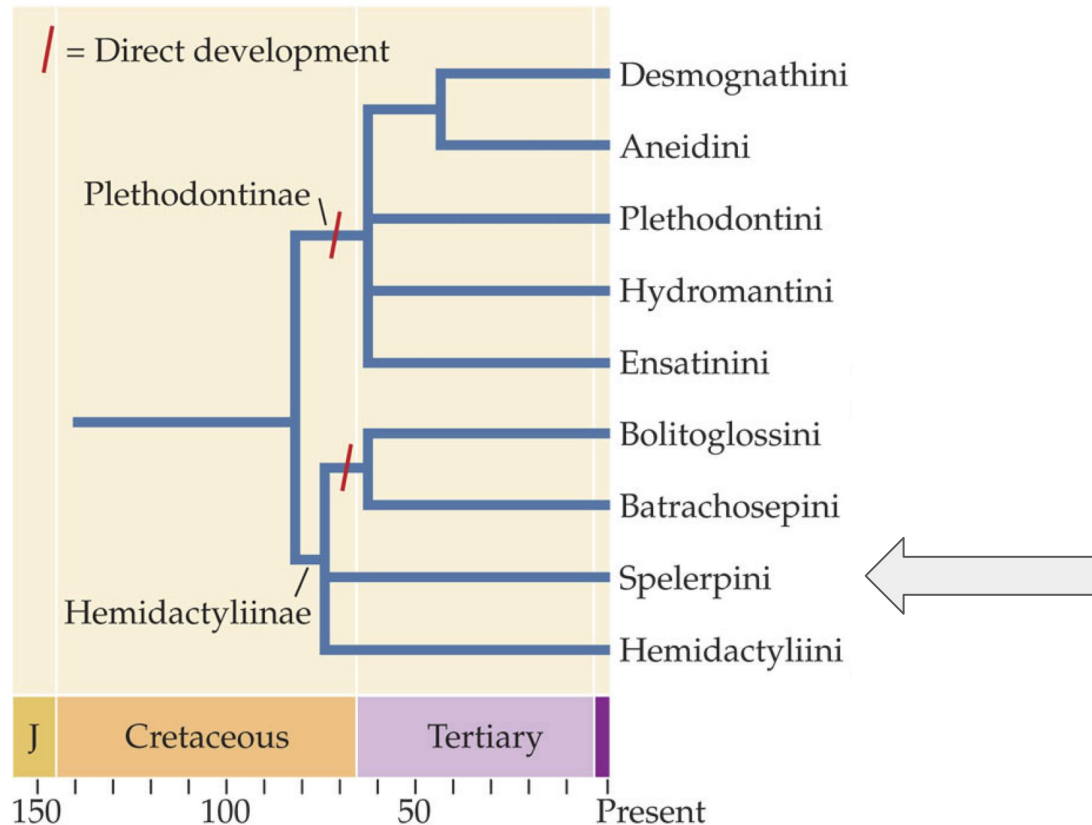 = Direct development
Desmognathini
Aneidini
Plethodontinae
Plethodontini
Hydromantini
Ensatinini
Bolitoglossini
Batrachosepini
Spelerpini
Hemidactyliinae
Hemidactyliini
J Cretaceous Tertiary
150 100 50 Present